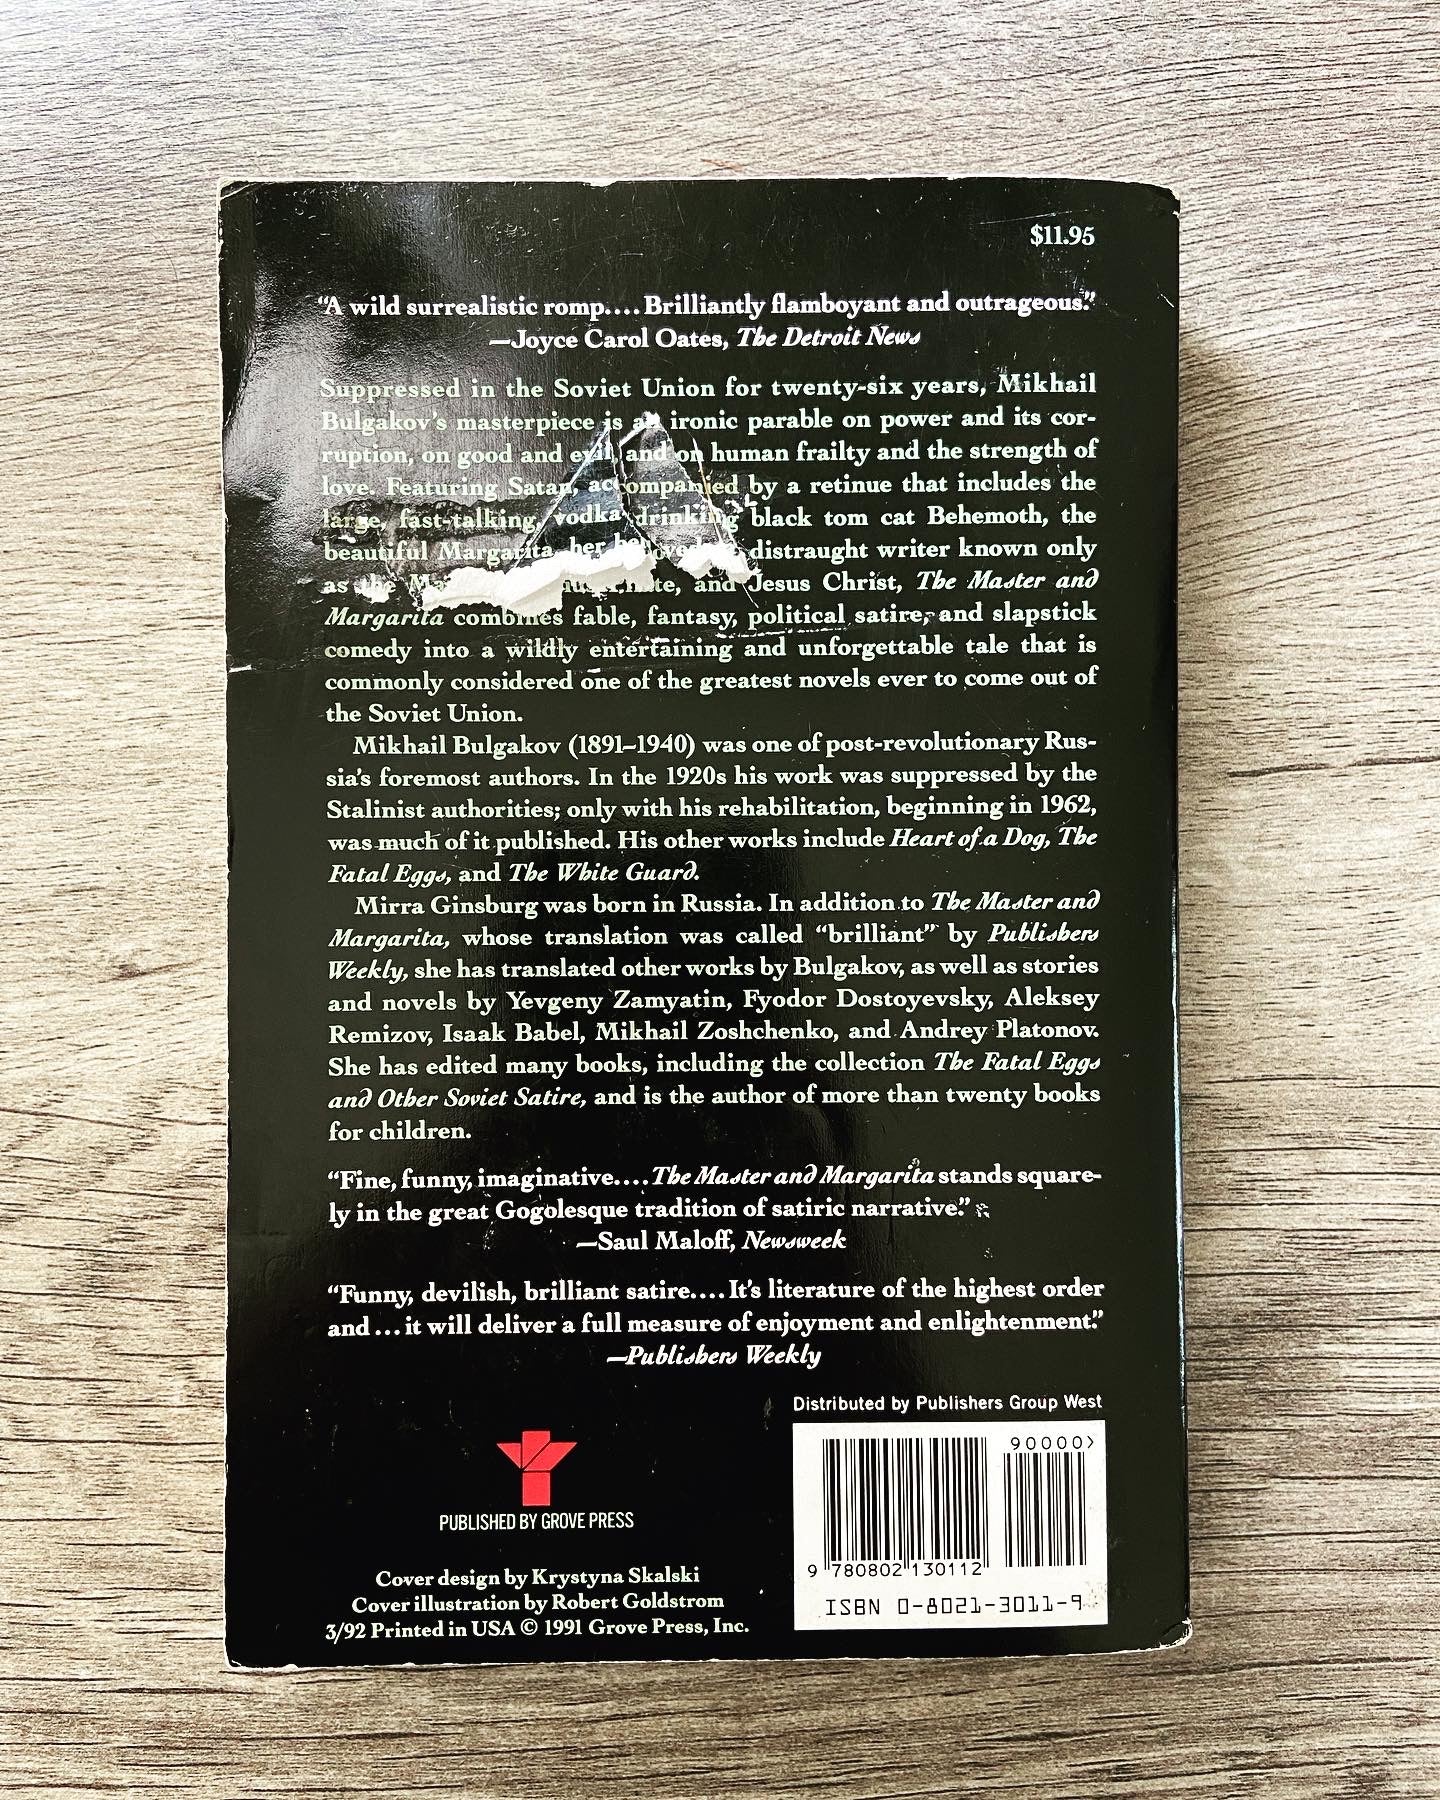 $11.95
“A wild surrealistic romp.... Brilliantly flamboyant and outrageous.”
—Joyce Carol Oates, The Detroit News
Suppressed in the Soviet Union for twenty-six years, Mikhail
Bulgakov's masterpiece is an ironic parable on power and its cor-
ruption, on good and evil, and on human frailty and the strength of
love. Featuring Satan, accompanied by a retinue that includes the
large, fast-talking, vodka drinking black tom cat Behemoth, the
beautiful Margarita, her beloved, a distraught writer known only
as the and Jesus Christ, The Master and
Margarita combines fable, fantasy, political satire, and slapstick
comedy into a wildly entertaining and unforgettable tale that is
commonly considered one of the greatest novels ever to come out of
the Soviet Union.
Mikhail Bulgakov (1891–1940) was one of post-revolutionary Rus-
sia's foremost authors. In the 1920s his work was suppressed by the
Stalinist authorities; only with his rehabilitation, beginning in 1962,
was much of it published. His other works include Heart of a Dog, The
Fatal Eggs, and The White Guard.
Mirra Ginsburg was born in Russia. In addition to The Master and
Margarita, whose translation was called “brilliant” by Publishers
Weekly, she has translated other works by Bulgakov, as well as stories
and novels by Yevgeny Zamyatin, Fyodor Dostoyevsky, Aleksey
Remizov, Isaak Babel, Mikhail Zoshchenko, and Andrey Platonov.
She has edited many books, including the collection The Fatal Eggs
and Other Soviet Satire, and is the author of more than twenty books
for children.
“Fine, funny, imaginative.... The Master and Margarita stands square-
ly in the great Gogolesque tradition of satiric narrative.”
—Saul Maloff, Newsweek
“Funny, devilish, brilliant satire.... It's literature of the highest order
and ... it will deliver a full measure of enjoyment and enlightenment.”
—Publishers Weekly
Distributed by Publishers Group West
90000>
9 780802 130112
ISBN 0-8021-3011-9
PUBLISHED BY GROVE PRESS
Cover design by Krystyna Skalski
Cover illustration by Robert Goldstrom
3/92 Printed in USA © 1991 Grove Press, Inc.